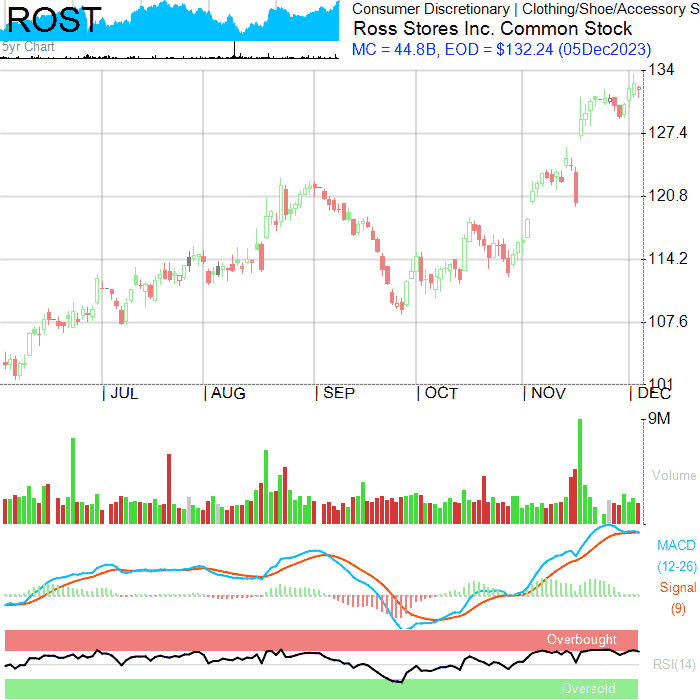 ROST
Consumer Discretionary | Clothing/Shoe/Accessory S
Ross Stores Inc. Common Stock
5yr Chart
MC = 44.8B, EOD = $132.24 (05Dec2023)
134
127.4
120.8
114.2
107.6
101
| JUL | AUG | SEP | OCT | NOV | DEC
9M
Volume
MACD
(12-26)
Signal
(9)
Overbought
RSI(14)
Oversold